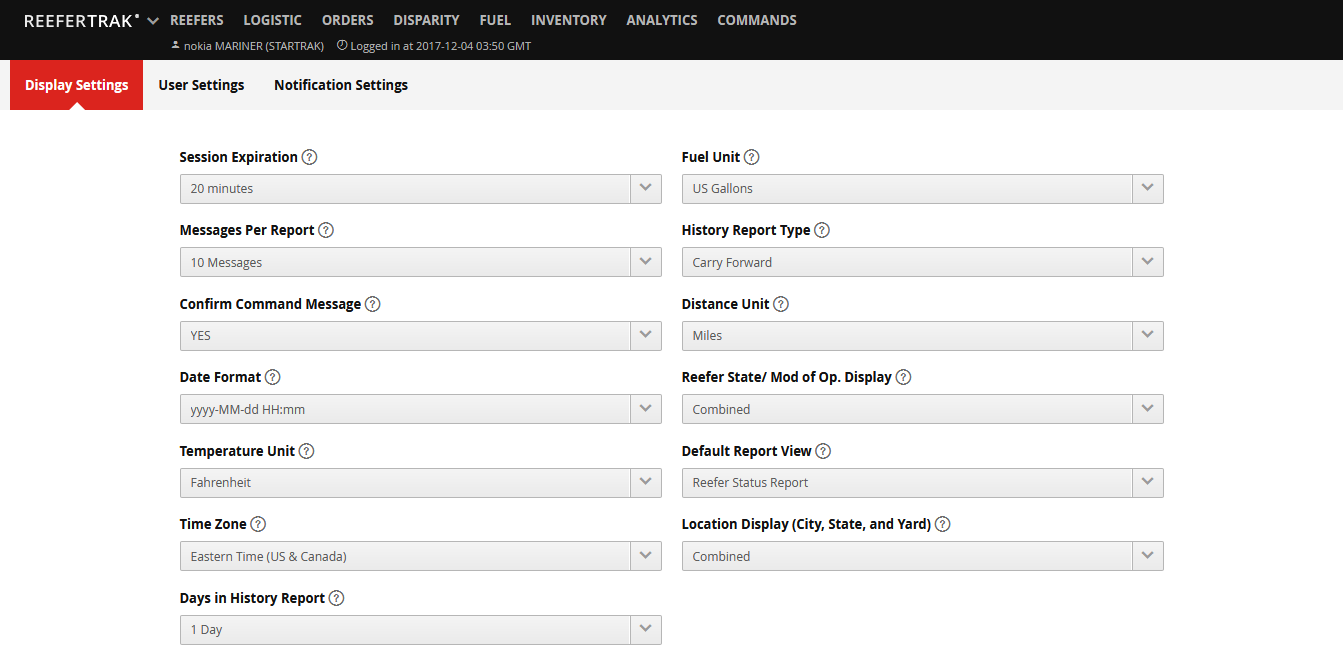 REEFERTRAK REEFERS LOGISTIC ORDERS DISPARITY FUEL INVENTORY ANALYTICS COMMANDS
nokia MARINER (STARTRAK) Logged in at 2017-12-04 03:50 GMT
Display Settings User Settings Notification Settings
Session Expiration ? Fuel Unit ?
20 minutes US Gallons
Messages Per Report ? History Report Type ?
10 Messages Carry Forward
Confirm Command Message ? Distance Unit ?
YES Miles
Date Format ? Reefer State/ Mod of Op. Display ?
yyyy-MM-dd HH:mm Combined
Temperature Unit ? Default Report View ?
Fahrenheit Reefer Status Report
Time Zone ? Location Display (City, State, and Yard) ?
Eastern Time (US & Canada) Combined
Days in History Report ?
1 Day